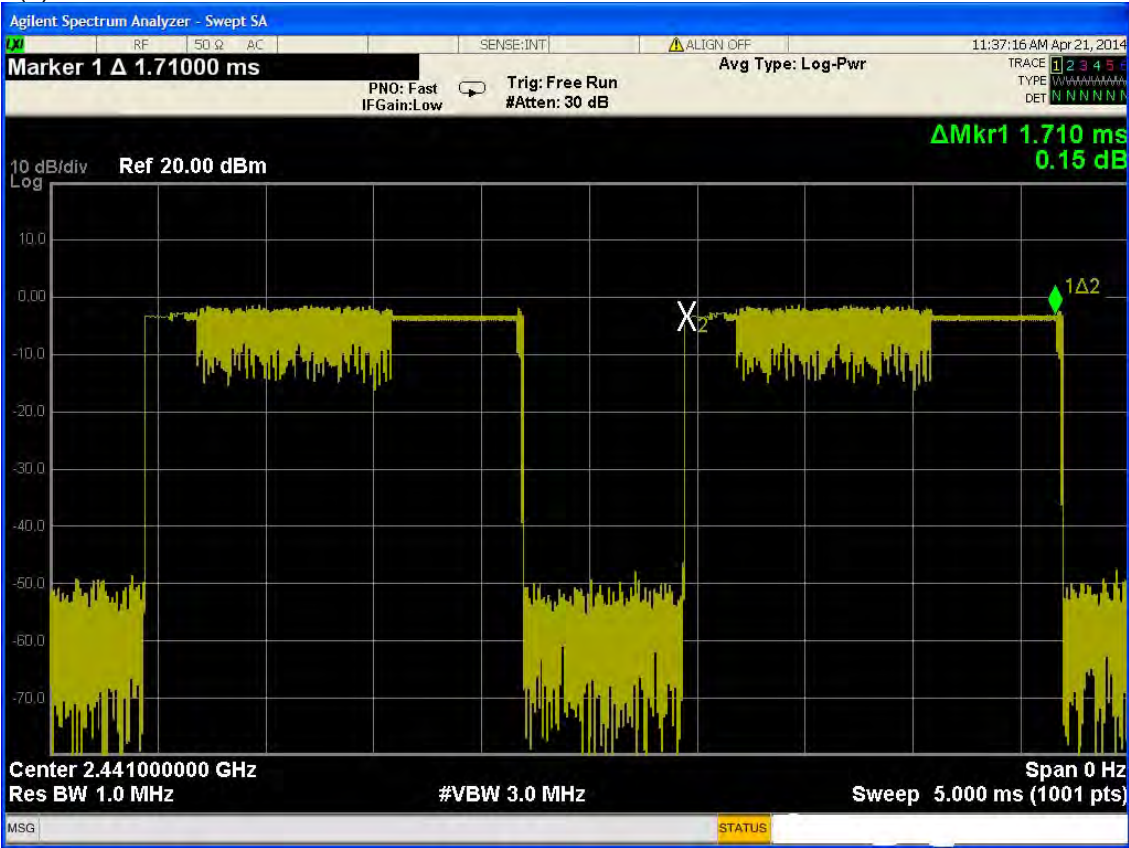 Agilent Spectrum Analyzer - Swept SA
LXI RF 50 Ω AC SENSE:INT ALIGN OFF 11:37:16 AM Apr 21, 2014
Marker 1 Δ 1.71000 ms Avg Type: Log-Pwr TRACE 1 2 3 4 5 6
PNO: Fast Trig: Free Run TYPE
IFGain:Low #Atten: 30 dB DET N N N N N N
ΔMkr1 1.710 ms
10 dB/div Ref 20.00 dBm 0.15 dB
Log
10.0
0.00
1Δ2
2
-10.0
-20.0
-30.0
-40.0
-50.0
-60.0
-70.0
Center 2.441000000 GHz Span 0 Hz
Res BW 1.0 MHz #VBW 3.0 MHz Sweep 5.000 ms (1001 pts)
MSG STATUS